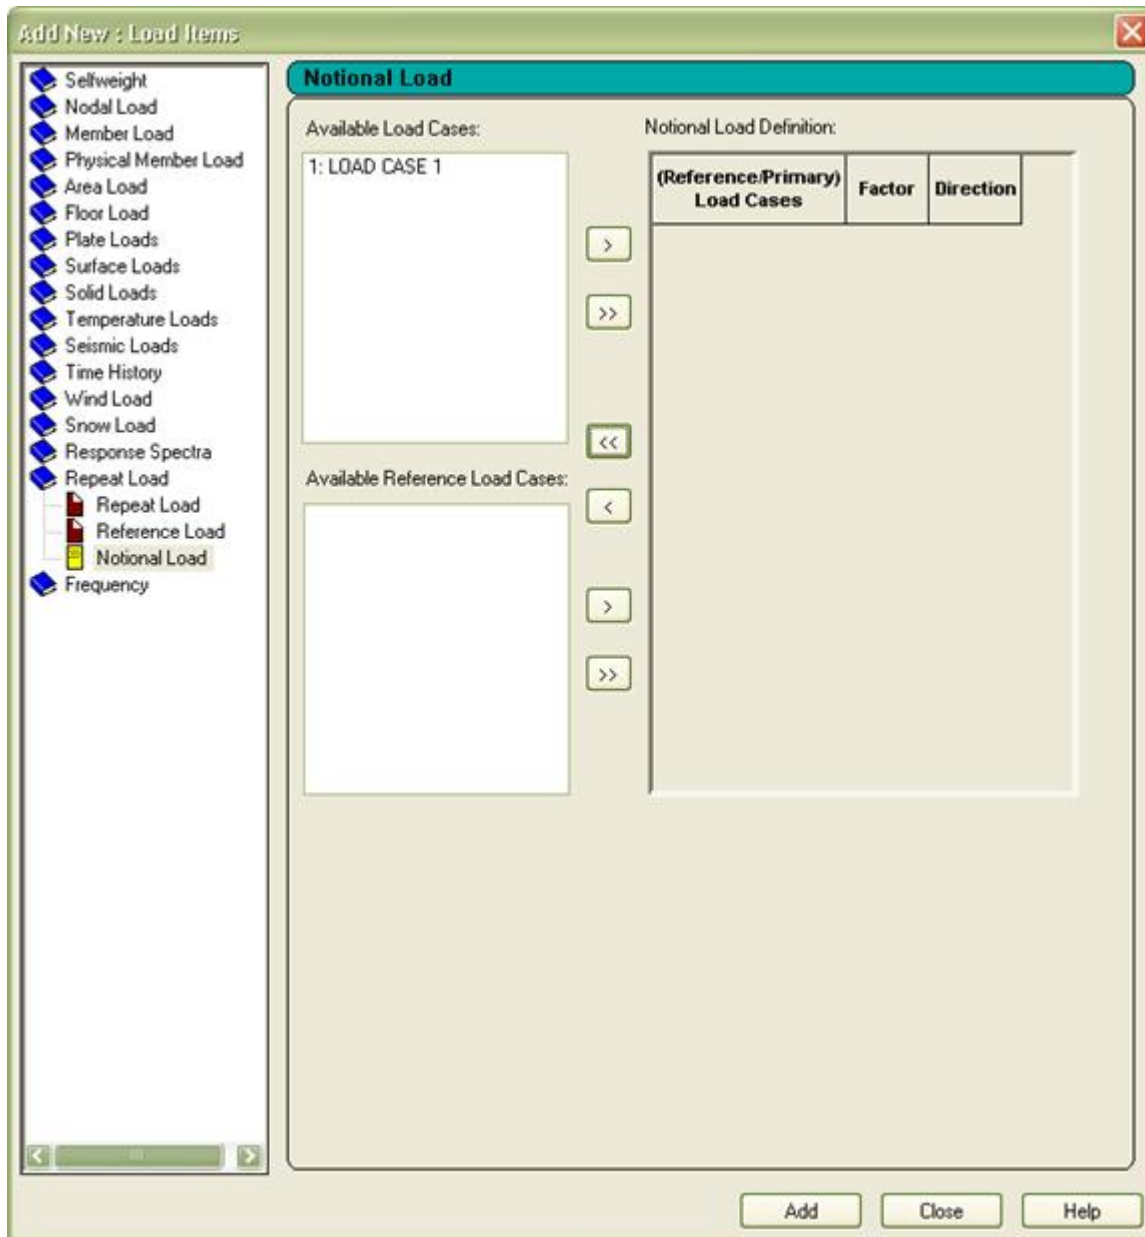 Add New : Load Items
Selfweight
Nodal Load
Member Load
Physical Member Load
Area Load
Floor Load
Plate Loads
Surface Loads
Solid Loads
Temperature Loads
Seismic Loads
Time History
Wind Load
Snow Load
Response Spectra
Repeat Load
Repeat Load
Reference Load
Notional Load
Frequency
Notional Load
Available Load Cases:
1: LOAD CASE 1
>
>>
<<
Available Reference Load Cases:
<
>
>>
Notional Load Definition:
(Reference/Primary)
Load Cases
Factor
Direction
Add
Close
Help